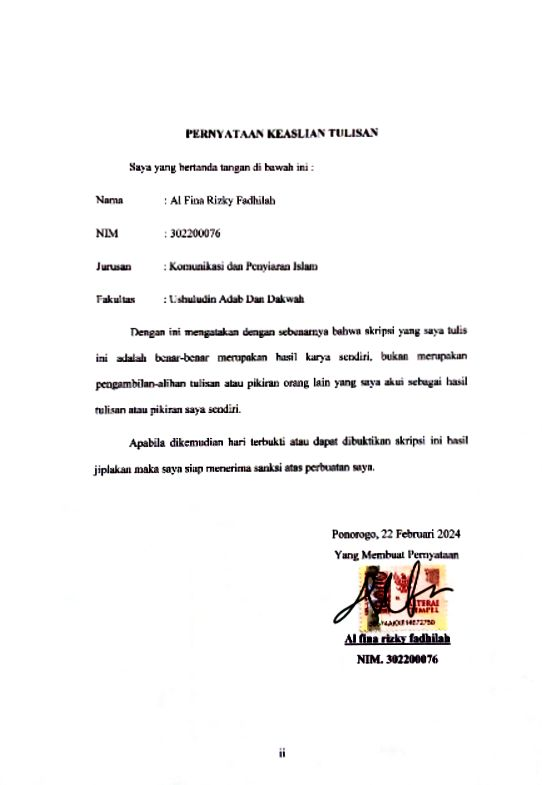 PERNYATAAN KEASLIAN TULISAN
Saya yang bertanda tangan di bawah ini :
Nama : Al Fina Rizky Fadhilah
NIM : 302200076
Jurusan : Komunikasi dan Penyiaran Islam
Fakultas : Ushuludin Adab Dan Dakwah
Dengan ini mengatakan dengan sebenarnya bahwa skripsi yang saya tulis
ini adalah benar-benar merupakan hasil karya sendiri, bukan merupakan
pengambilan-alihan tulisan atau pikiran orang lain yang saya akui sebagai hasil
tulisan atau pikiran saya sendiri.
Apabila dikemudian hari terbukti atau dapat dibuktikan skripsi ini hasil
jiplakan maka saya siap menerima sanksi atas perbuatan saya.
Ponorogo, 22 Februari 2024
Yang Membuat Pernyataan
TEMPEL
Al fina rizky fadhilah
NIM. 302200076
ii